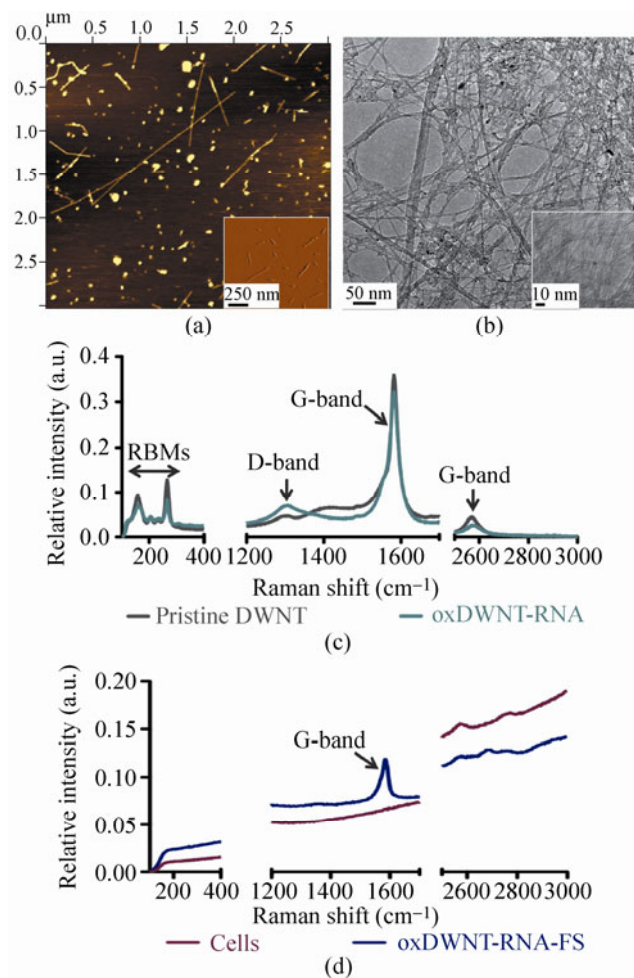 μm
0.0 0.5 1.0 1.5 2.0 2.5
0.5
1.0
1.5
2.0
2.5
250 nm
50 nm
10 nm
(a) (b)
Relative intensity (a.u.)
0.4
0.3
0.2
0.1
0.0
RBMs
D-band
G-band
G-band
200 400 1200 1400 1600 2600 2800 3000
Raman shift (cm⁻¹)
Pristine DWNT oxDWNT-RNA
(c)
Relative intensity (a.u.)
0.20
0.15
0.10
0.05
0.00
G-band
200 400 1200 1400 1600 2600 2800 3000
Raman shift (cm⁻¹)
Cells oxDWNT-RNA-FS
(d)